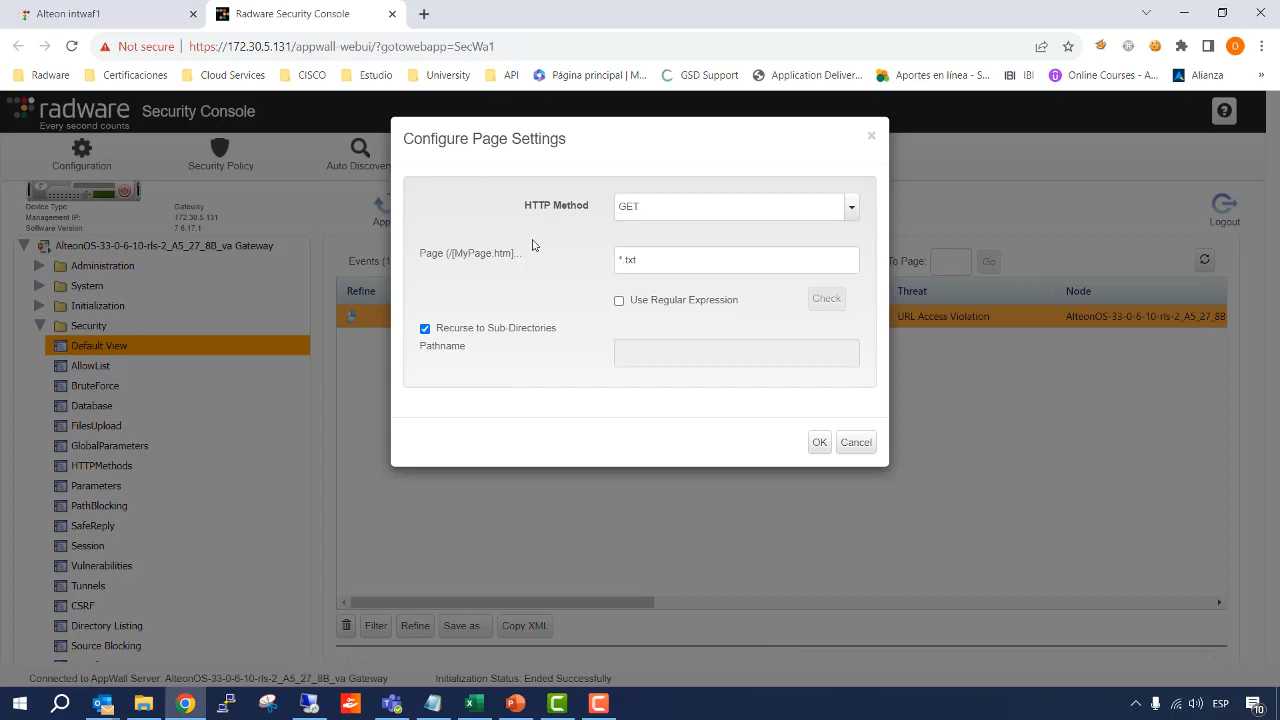 Alteon intwaf1
Radware Security Console
Not secure
https://172.30.5.131/appwall-webui/?gotowebapp=SecWa1
Radware
Certificaciones
Cloud Services
CISCO
Estudio
University
API
Página principal | M...
GSD Support
Application Deliver...
Aportes en línea - S...
IBI
Online Courses - A...
Alianza
»
radware
Every second counts
Security Console
Configuration
Security Policy
Auto Discover
Device Type: Gateway
Management IP: 172.30.5.131
Software Version: 7.6.17.1
App
Logout
AlteonOS-33-0-6-10-rls-2_A5_27_8B_va Gateway
Administration
System
Initialization
Security
Default View
AllowList
BruteForce
Database
FilesUpload
GlobalParameters
HTTPMethods
Parameters
PathBlocking
SafeReply
Session
Vulnerabilities
Tunnels
CSRF
Directory Listing
Source Blocking
Events (1
To Page:
Go
Refine
Threat
Node
URL Access Violation
AlteonOS-33-0-6-10-rls-2_A5_27_8B
Configure Page Settings
×
HTTP Method
GET
Page (/[MyPage.htm]...
*.txt
Use Regular Expression
Check
Recurse to Sub-Directories
Pathname
OK
Cancel
Filter
Refine
Save as...
Copy XML
Connected to AppWall Server: AlteonOS-33-0-6-10-rls-2_A5_27_8B_va Gateway
Initialization Status: Ended Successfully
ESP
10